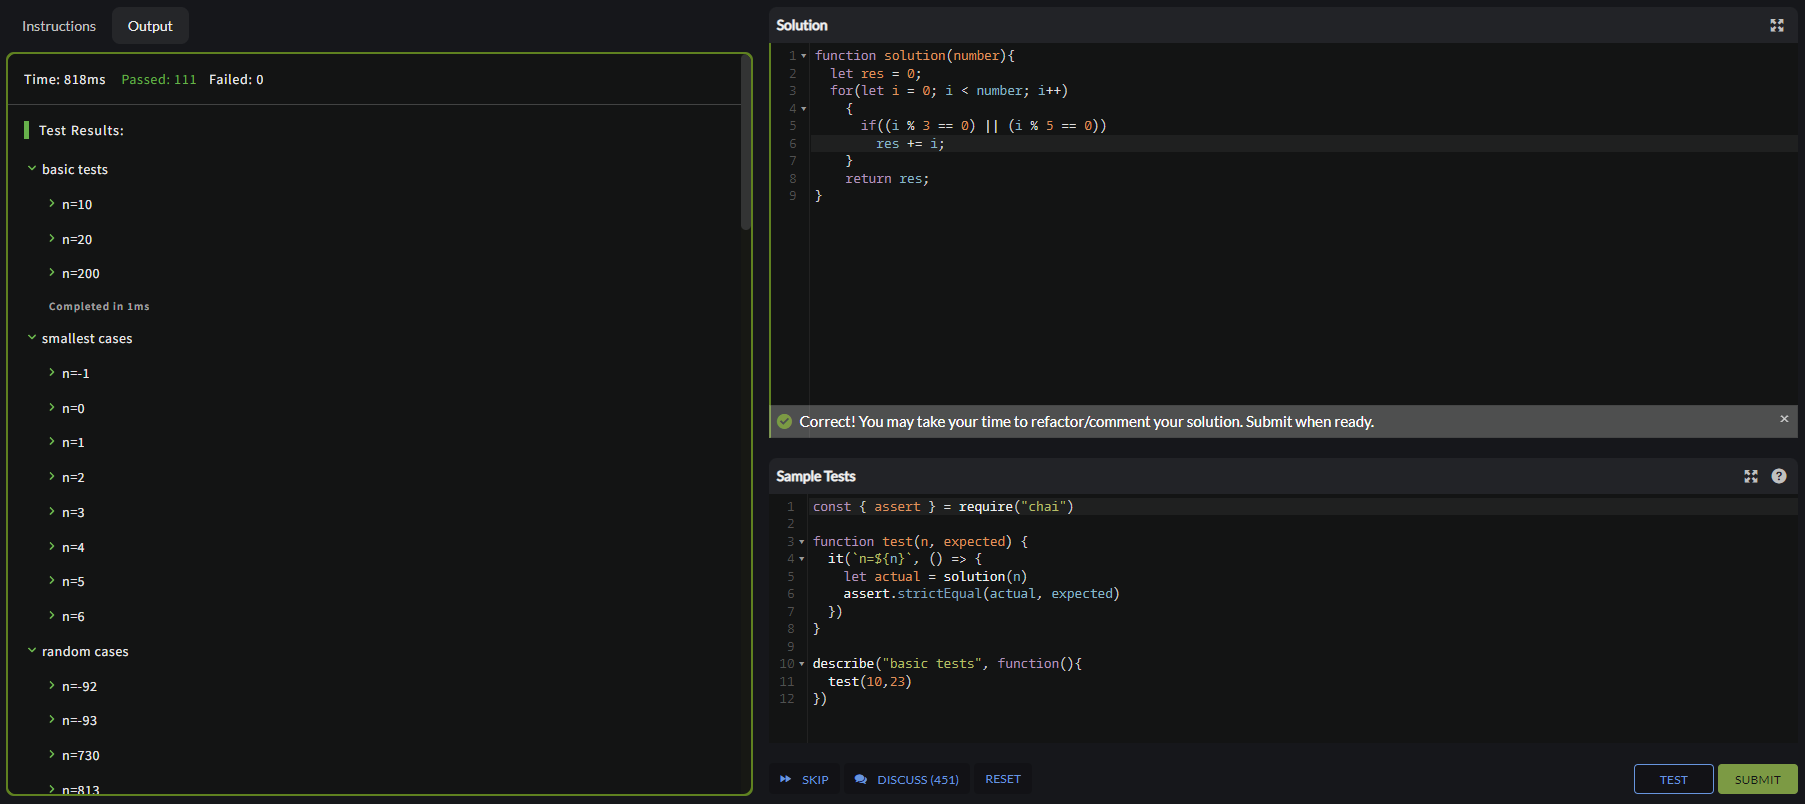 Instructions
Output
Time: 818ms Passed: 111 Failed: 0
Test Results:
basic tests
n=10
n=20
n=200
Completed in 1ms
smallest cases
n=-1
n=0
n=1
n=2
n=3
n=4
n=5
n=6
random cases
n=-92
n=-93
n=730
n=813
Solution
1 function solution(number){
2   let res = 0;
3   for(let i = 0; i < number; i++)
4     {
5       if((i % 3 == 0) || (i % 5 == 0))
6         res += i;
7     }
8     return res;
9 }
Correct! You may take your time to refactor/comment your solution. Submit when ready.
×
Sample Tests
?
1 const { assert } = require("chai")
2
3 function test(n, expected) {
4   it(`n=${n}`, () => {
5     let actual = solution(n)
6     assert.strictEqual(actual, expected)
7   })
8 }
9
10 describe("basic tests", function(){
11   test(10,23)
12 })
SKIP
DISCUSS (451)
RESET
TEST
SUBMIT